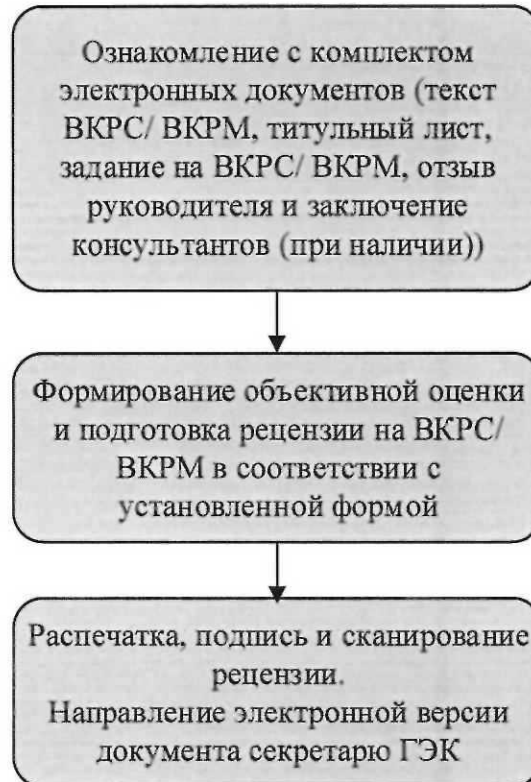 Ознакомление с комплектом
электронных документов (текст
ВКРС/ ВКРМ, титульный лист,
задание на ВКРС/ ВКРМ, отзыв
руководителя и заключение
консультантов (при наличии))
Формирование объективной оценки
и подготовка рецензии на ВКРС/
ВКРМ в соответствии с
установленной формой
Распечатка, подпись и сканирование
рецензии.
Направление электронной версии
документа секретарю ГЭК